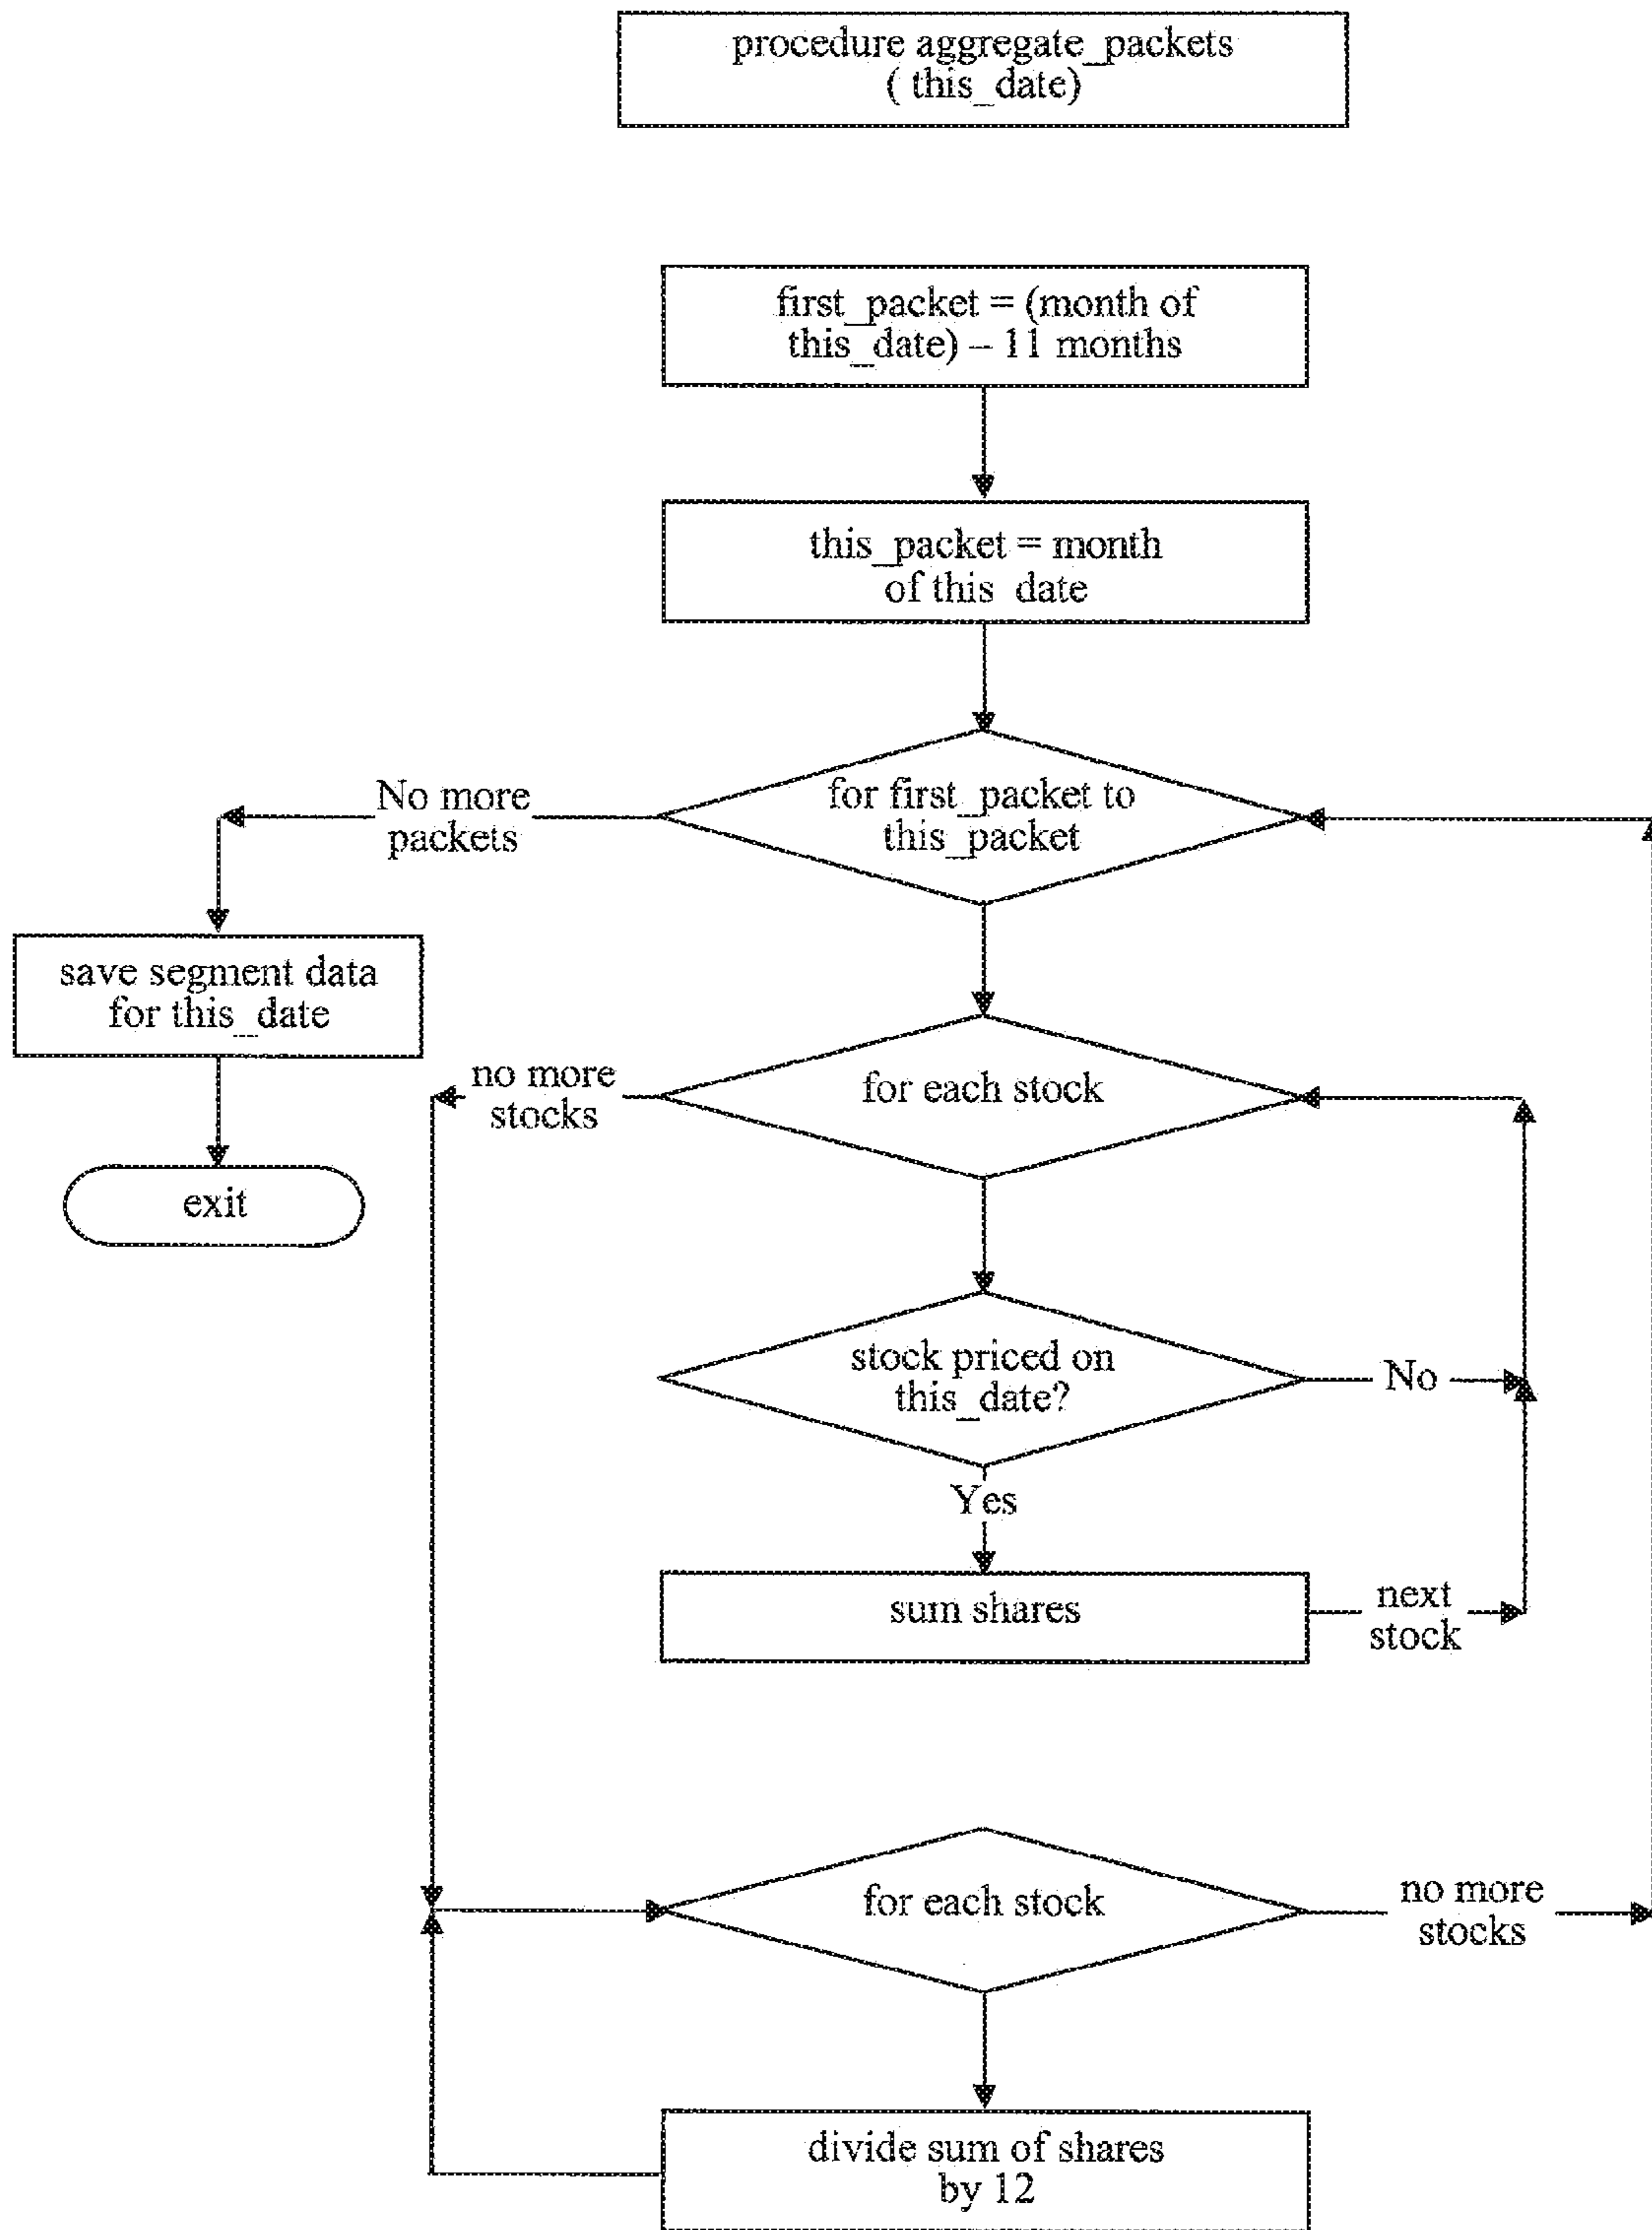 procedure aggregate_packets
( this_date)
first_packet = (month of
this_date) – 11 months
this_packet = month
of this_date
for first_packet to
this_packet
No more
packets
save segment data
for this_date
exit
for each stock
no more
stocks
stock priced on
this_date?
No
Yes
sum shares
next
stock
for each stock
no more
stocks
divide sum of shares
by 12